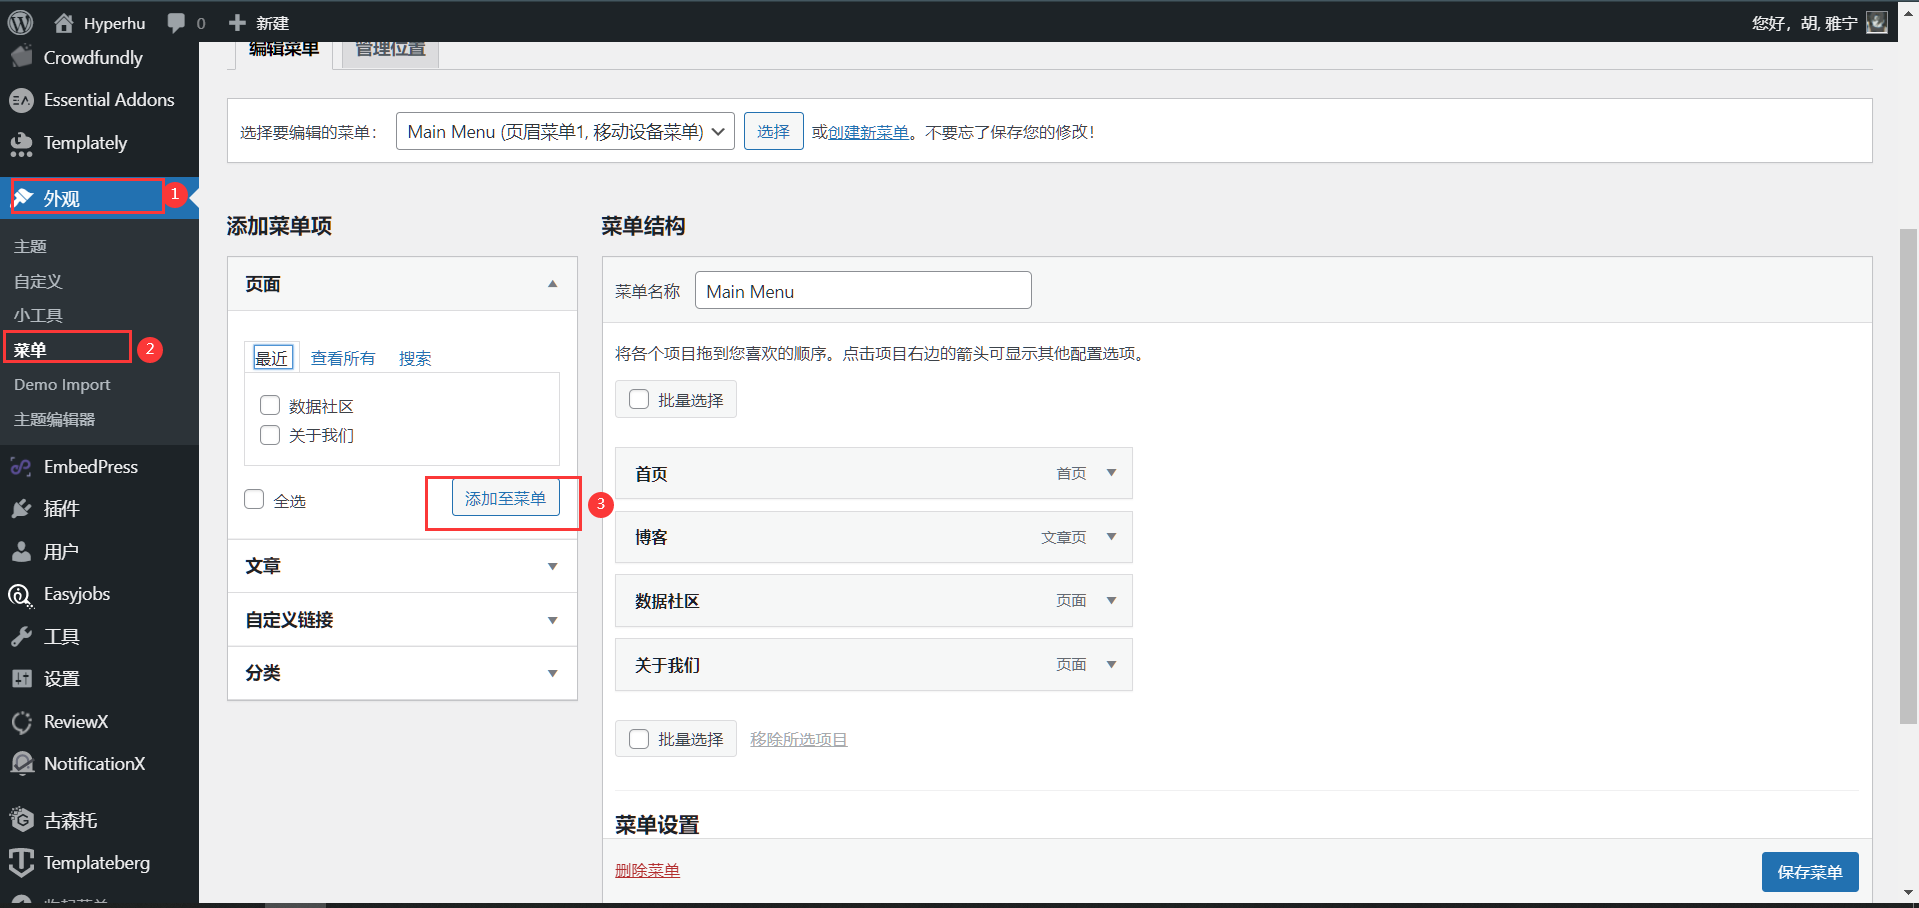 Hyperhu
0
新建
您好，胡, 雅宁
Crowdfundly
Essential Addons
Templately
外观
1
主题
自定义
小工具
菜单
2
Demo Import
主题编辑器
EmbedPress
插件
用户
Easyjobs
工具
设置
ReviewX
NotificationX
古森托
Templateberg
收起菜单
编辑菜单
管理位置
选择要编辑的菜单：
Main Menu (页眉菜单1, 移动设备菜单)
选择
或创建新菜单。不要忘了保存您的修改！
添加菜单项
页面
最近
查看所有
搜索
数据社区
关于我们
全选
添加至菜单
3
文章
自定义链接
分类
菜单结构
菜单名称
Main Menu
将各个项目拖到您喜欢的顺序。点击项目右边的箭头可显示其他配置选项。
批量选择
首页
首页
博客
文章页
数据社区
页面
关于我们
页面
批量选择
移除所选项目
菜单设置
删除菜单
保存菜单